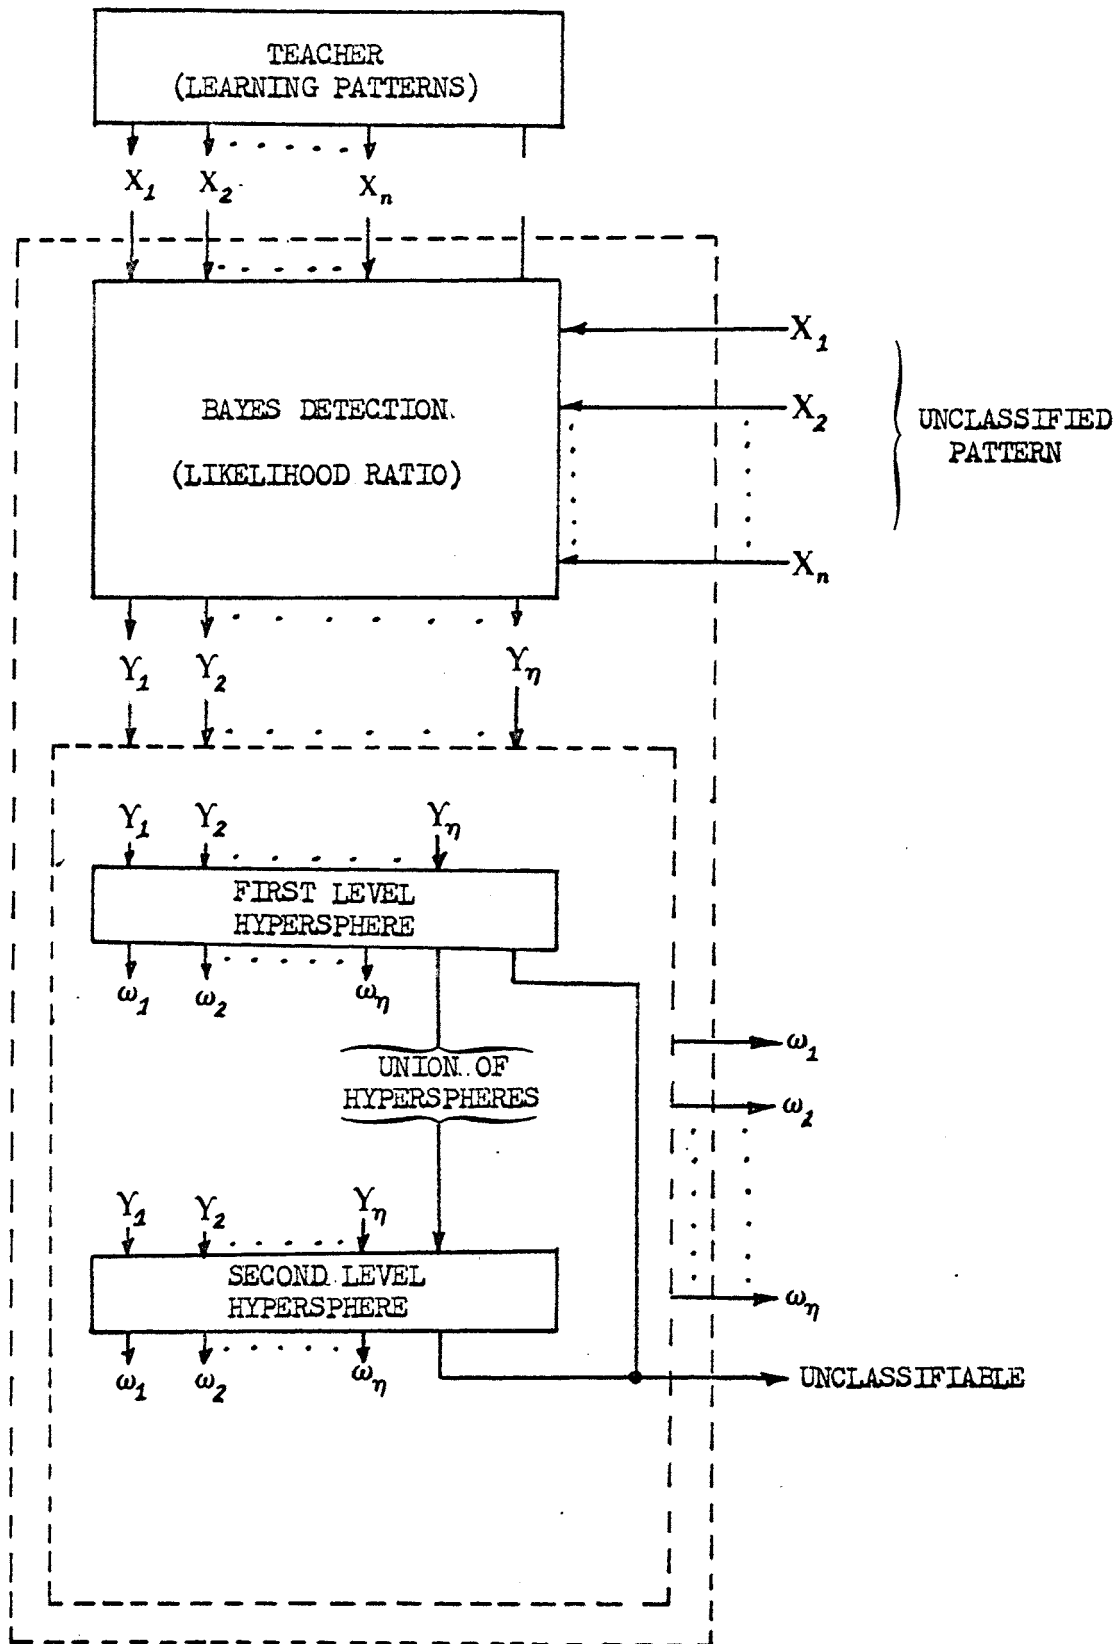 TEACHER
(LEARNING PATTERNS)
X₁ X₂ Xₙ
BAYES DETECTION
(LIKELIHOOD RATIO)
X₁
X₂
Xₙ
UNCLASSIFIED
PATTERN
Y₁ Y₂ Yη
Y₁ Y₂ Yη
FIRST LEVEL
HYPERSPHERE
ω₁ ω₂ ωη
UNION OF
HYPERSPHERES
ω₁
ω₂
ωη
Y₁ Y₂ Yη
SECOND LEVEL
HYPERSPHERE
ω₁ ω₂ ωη
UNCLASSIFIABLE